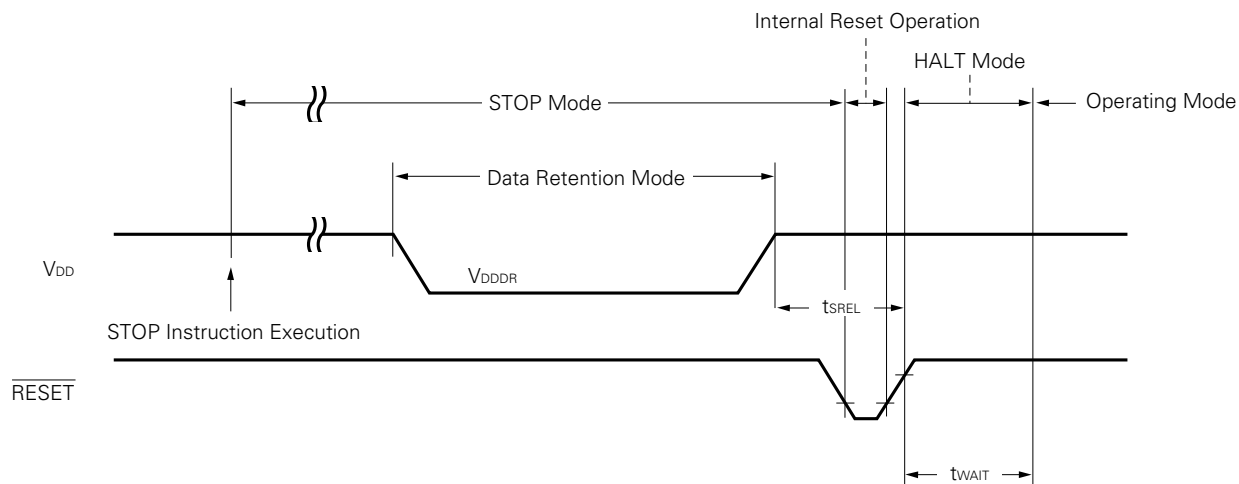 Internal Reset Operation
HALT Mode
STOP Mode
Operating Mode
Data Retention Mode
VDD
VDDDR
tSREL
STOP Instruction Execution
RESET
tWAIT